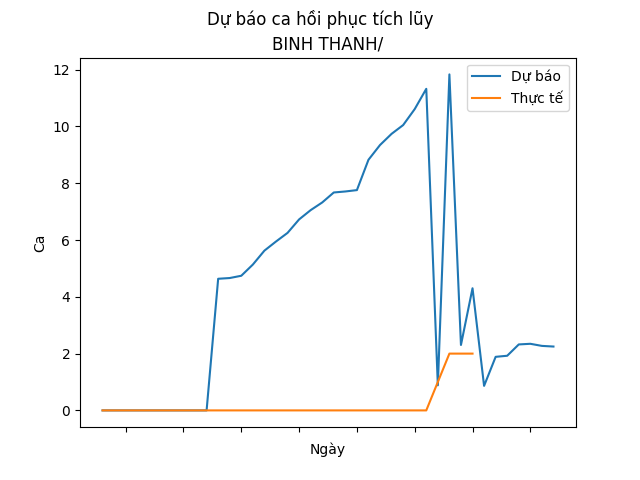 Dự báo ca hồi phục tích lũy
BINH THANH/
Dự báo
Thực tế
12
10
8
6
4
2
0
Ca
Ngày